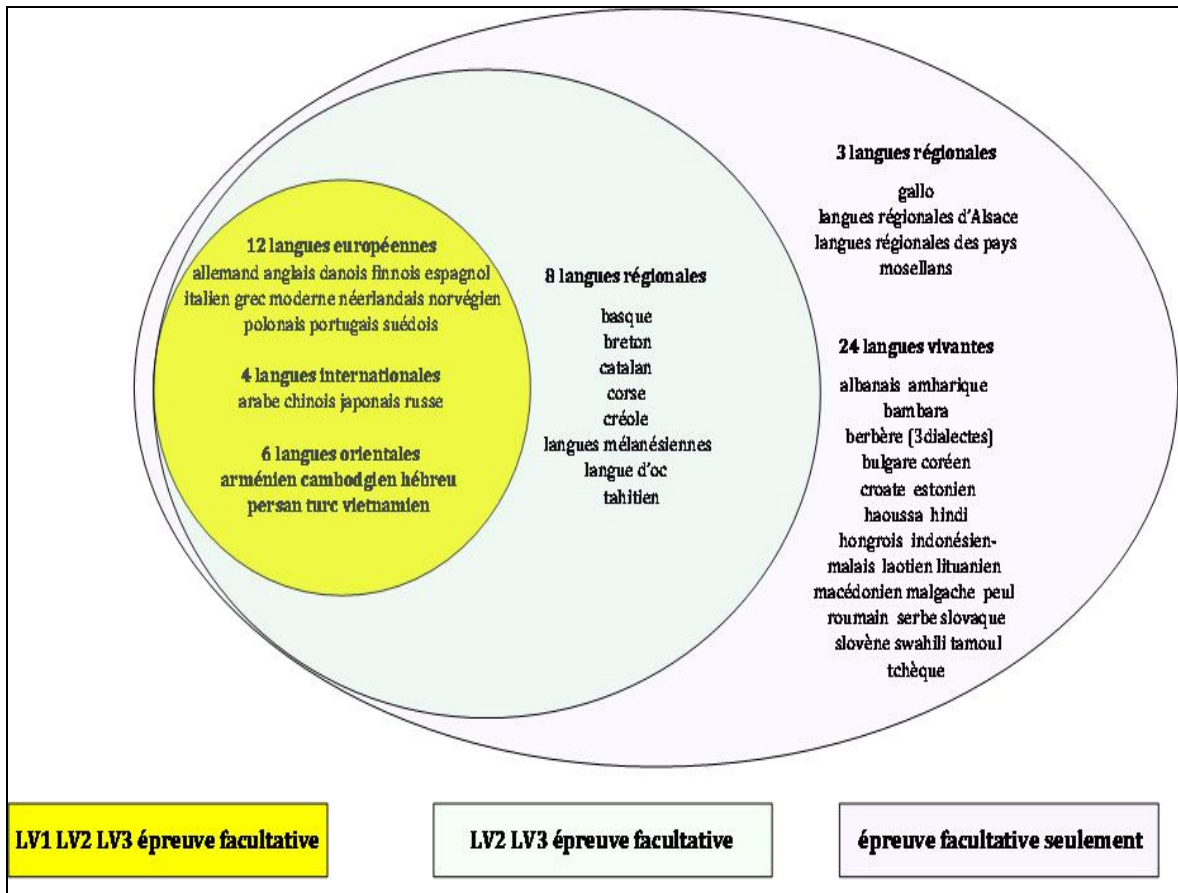 12 langues européennes
allemand anglais danois finnois espagnol
italien grec moderne néerlandais norvégien
polonais portugais suédois
4 langues internationales
arabe chinois japonais russe
6 langues orientales
arménien cambodgien hébreu
persan turc vietnamien
8 langues régionales
basque
breton
catalan
corse
créole
langues mélanésiennes
langue d'oc
tahitien
3 langues régionales
gallo
langues régionales d'Alsace
langues régionales des pays
mosellans
24 langues vivantes
albanais amharique
bambara
berbère (3dialectes)
bulgare coréen
croate estonien
haoussa hindi
hongrois indonésien-
malais laotien lituanien
macédonien malgache peul
roumain serbe slovaque
slovène swahili tamoul
tchèque
LV1 LV2 LV3 épreuve facultative
LV2 LV3 épreuve facultative
épreuve facultative seulement